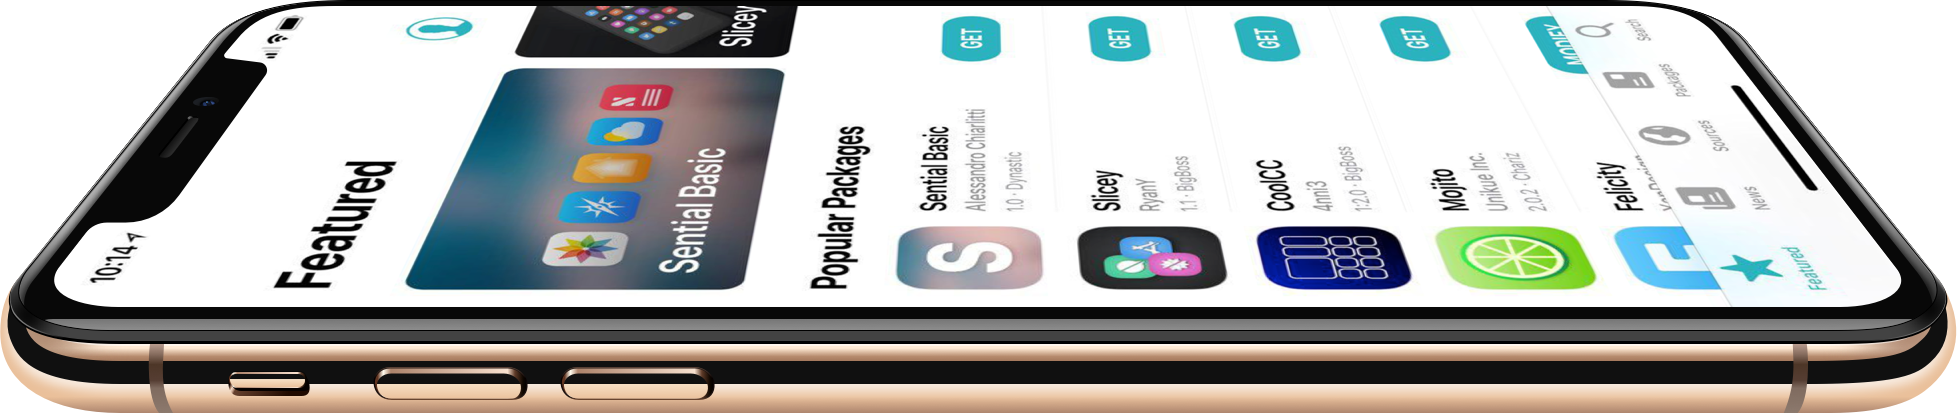 10:14
Featured
Sential Basic
Slicey
Popular Packages
Sential Basic
Alessandro Chiarlitti
1.0 · Dynastic
GET
Slicey
RyanY
1.1 · BigBoss
GET
CoolCC
4ni3
1:2.0 · BigBoss
GET
Mojito
Unikue Inc.
2.0.2 · Chariz
GET
Felicity
MODIFY
Featured
News
Sources
Packages
Search